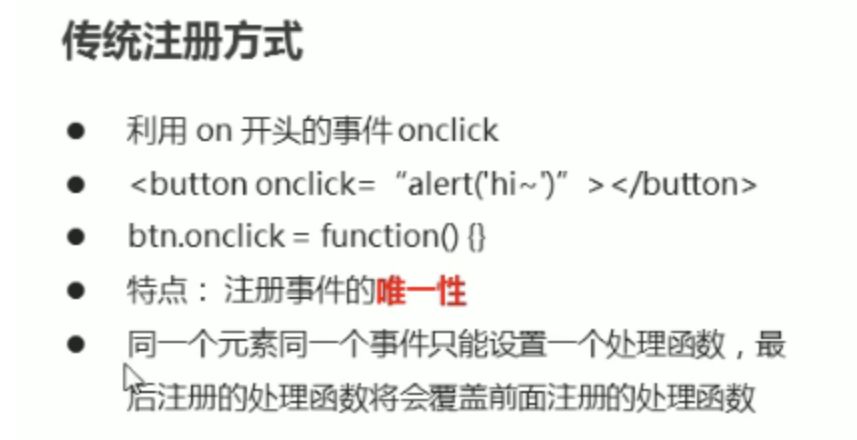 传统注册方式
● 利用 on 开头的事件 onclick
● <button onclick= “alert('hi~')” ></button>
● btn.onclick = function() {}
● 特点： 注册事件的唯一性
● 同一个元素同一个事件只能设置一个处理函数，最
后注册的处理函数将会覆盖前面注册的处理函数